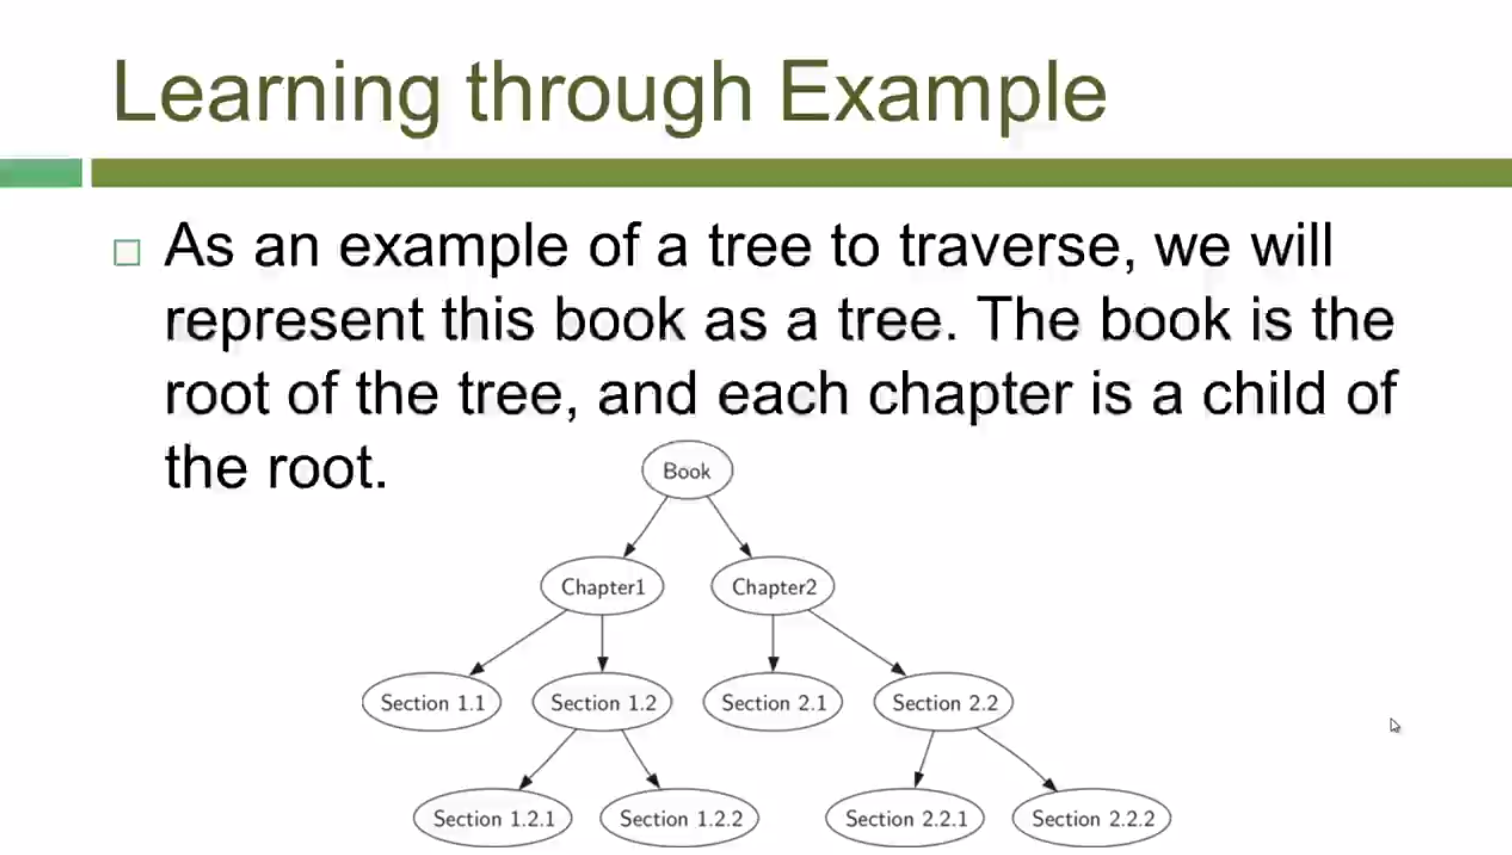 Learning through Example
As an example of a tree to traverse, we will
represent this book as a tree. The book is the
root of the tree, and each chapter is a child of
the root.
Book
Chapter1 Chapter2
Section 1.1 Section 1.2 Section 2.1 Section 2.2
Section 1.2.1 Section 1.2.2 Section 2.2.1 Section 2.2.2